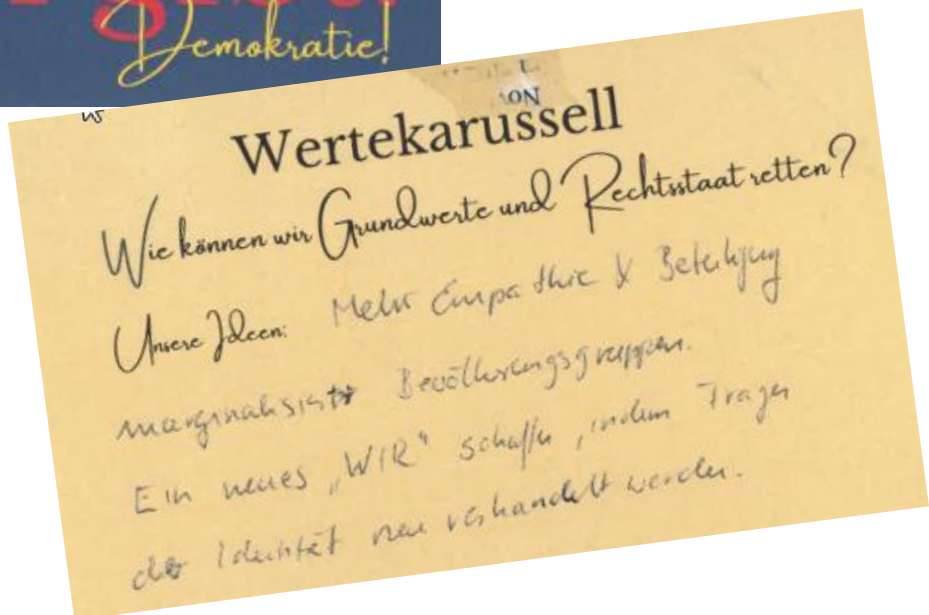 Demokratie!
ON
Wertekarussell
Wie können wir Grundwerte und Rechtsstaat retten?
Unsere Ideen: Mehr Empathie & Beteiligung
marginalisierter Bevölkerungsgruppen.
Ein neues „WIR“ schaffen, indem Fragen
der Identität neu verhandelt werden.